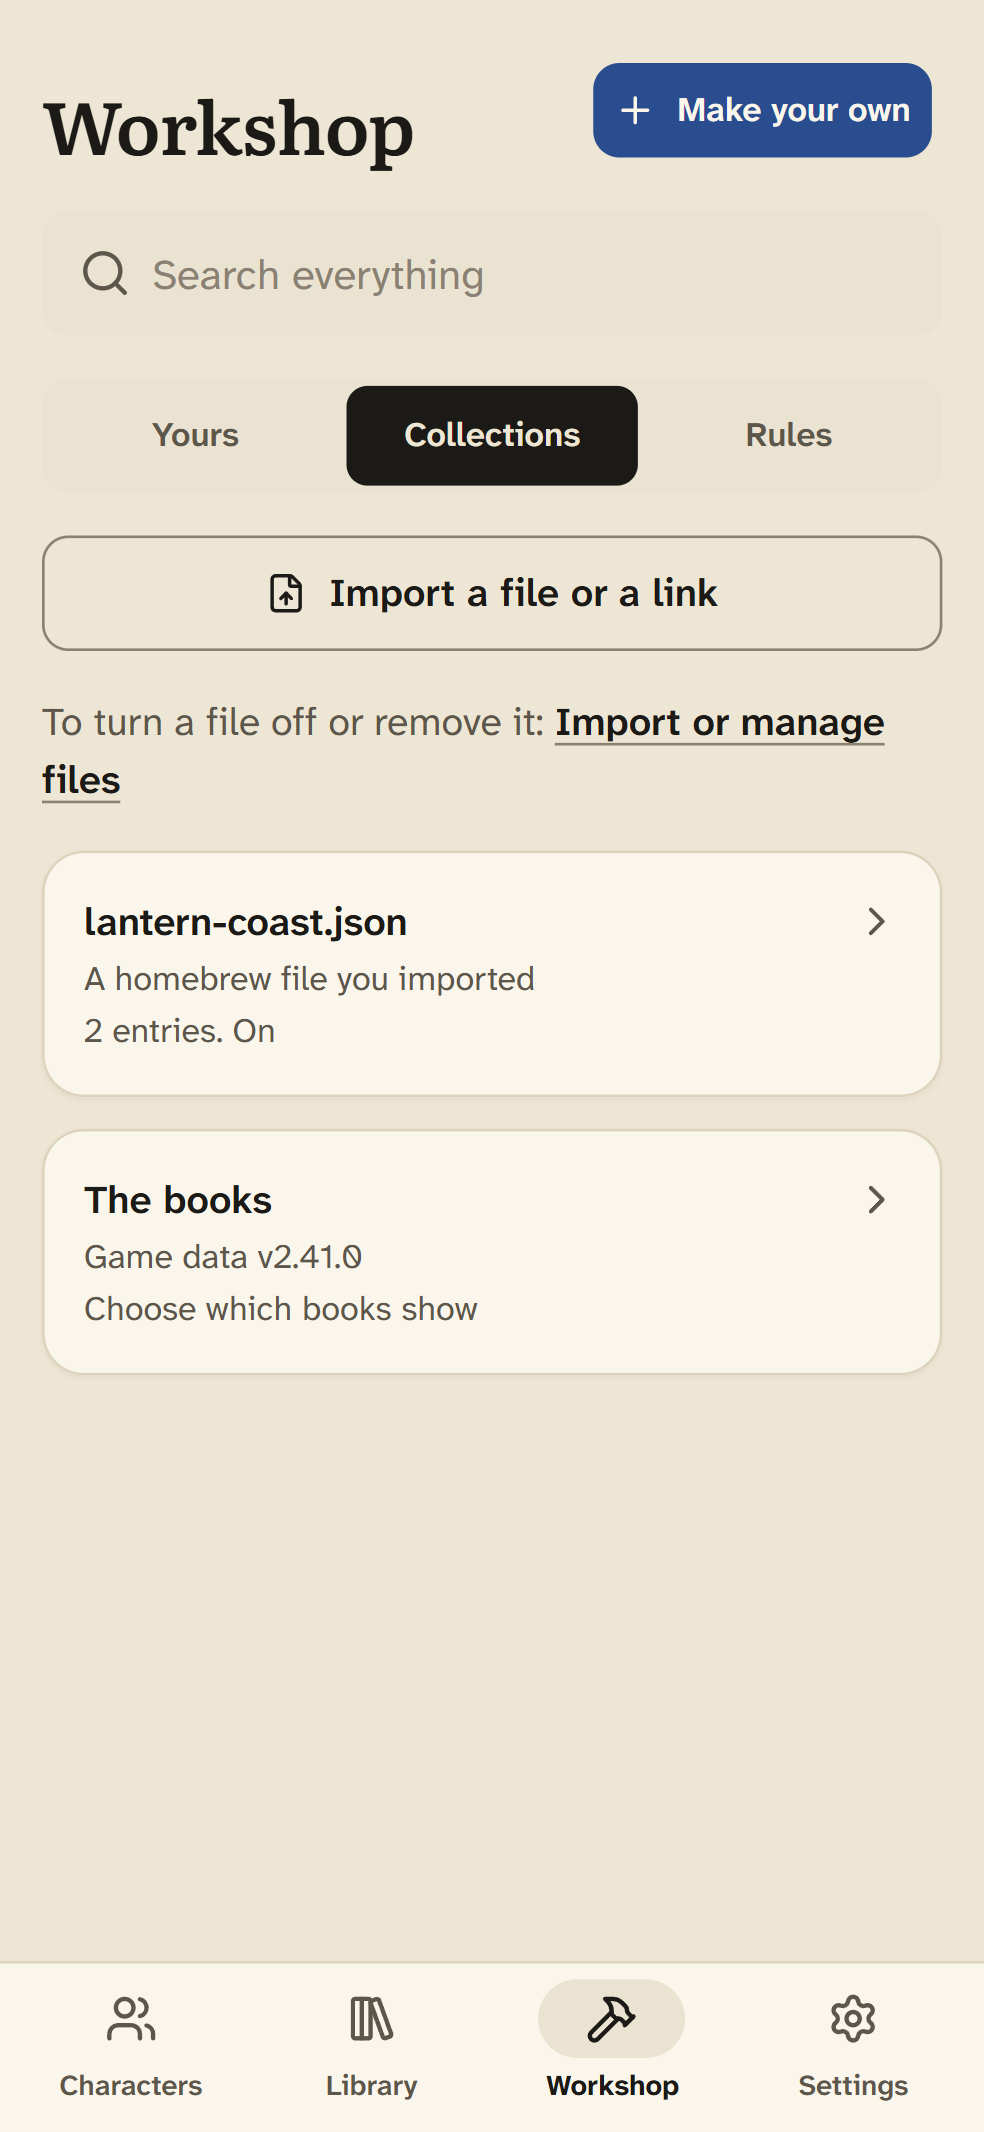 Workshop
Make your own
Search everything
Yours
Collections
Rules
Import a file or a link
To turn a file off or remove it: Import or manage
files
lantern-coast.json
A homebrew file you imported
2 entries. On
The books
Game data v2.41.0
Choose which books show
Characters
Library
Workshop
Settings